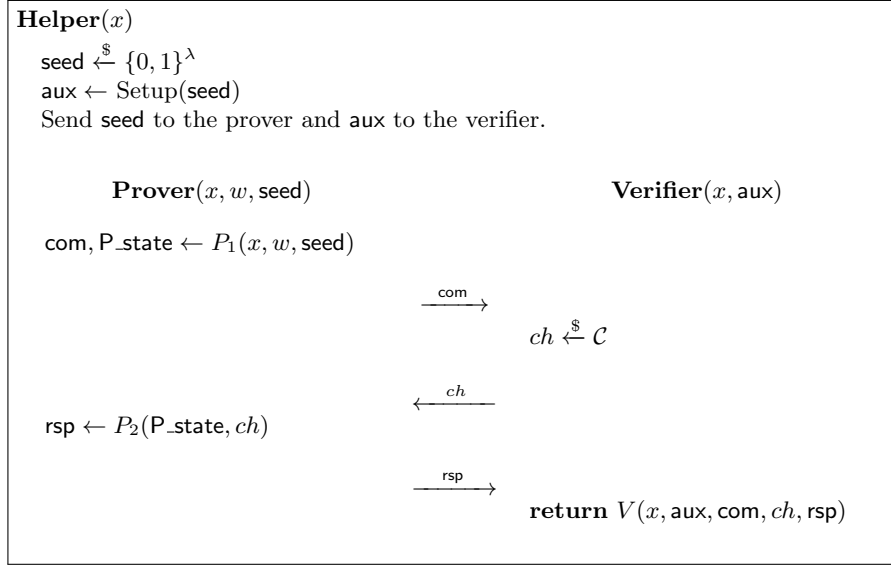 Helper(x)
seed ←$ {0, 1}^λ
aux ← Setup(seed)
Send seed to the prover and aux to the verifier.
Prover(x, w, seed) Verifier(x, aux)
com, P_state ← P₁(x, w, seed)
com
ch ←$ C
ch
rsp ← P₂(P_state, ch)
rsp
return V(x, aux, com, ch, rsp)